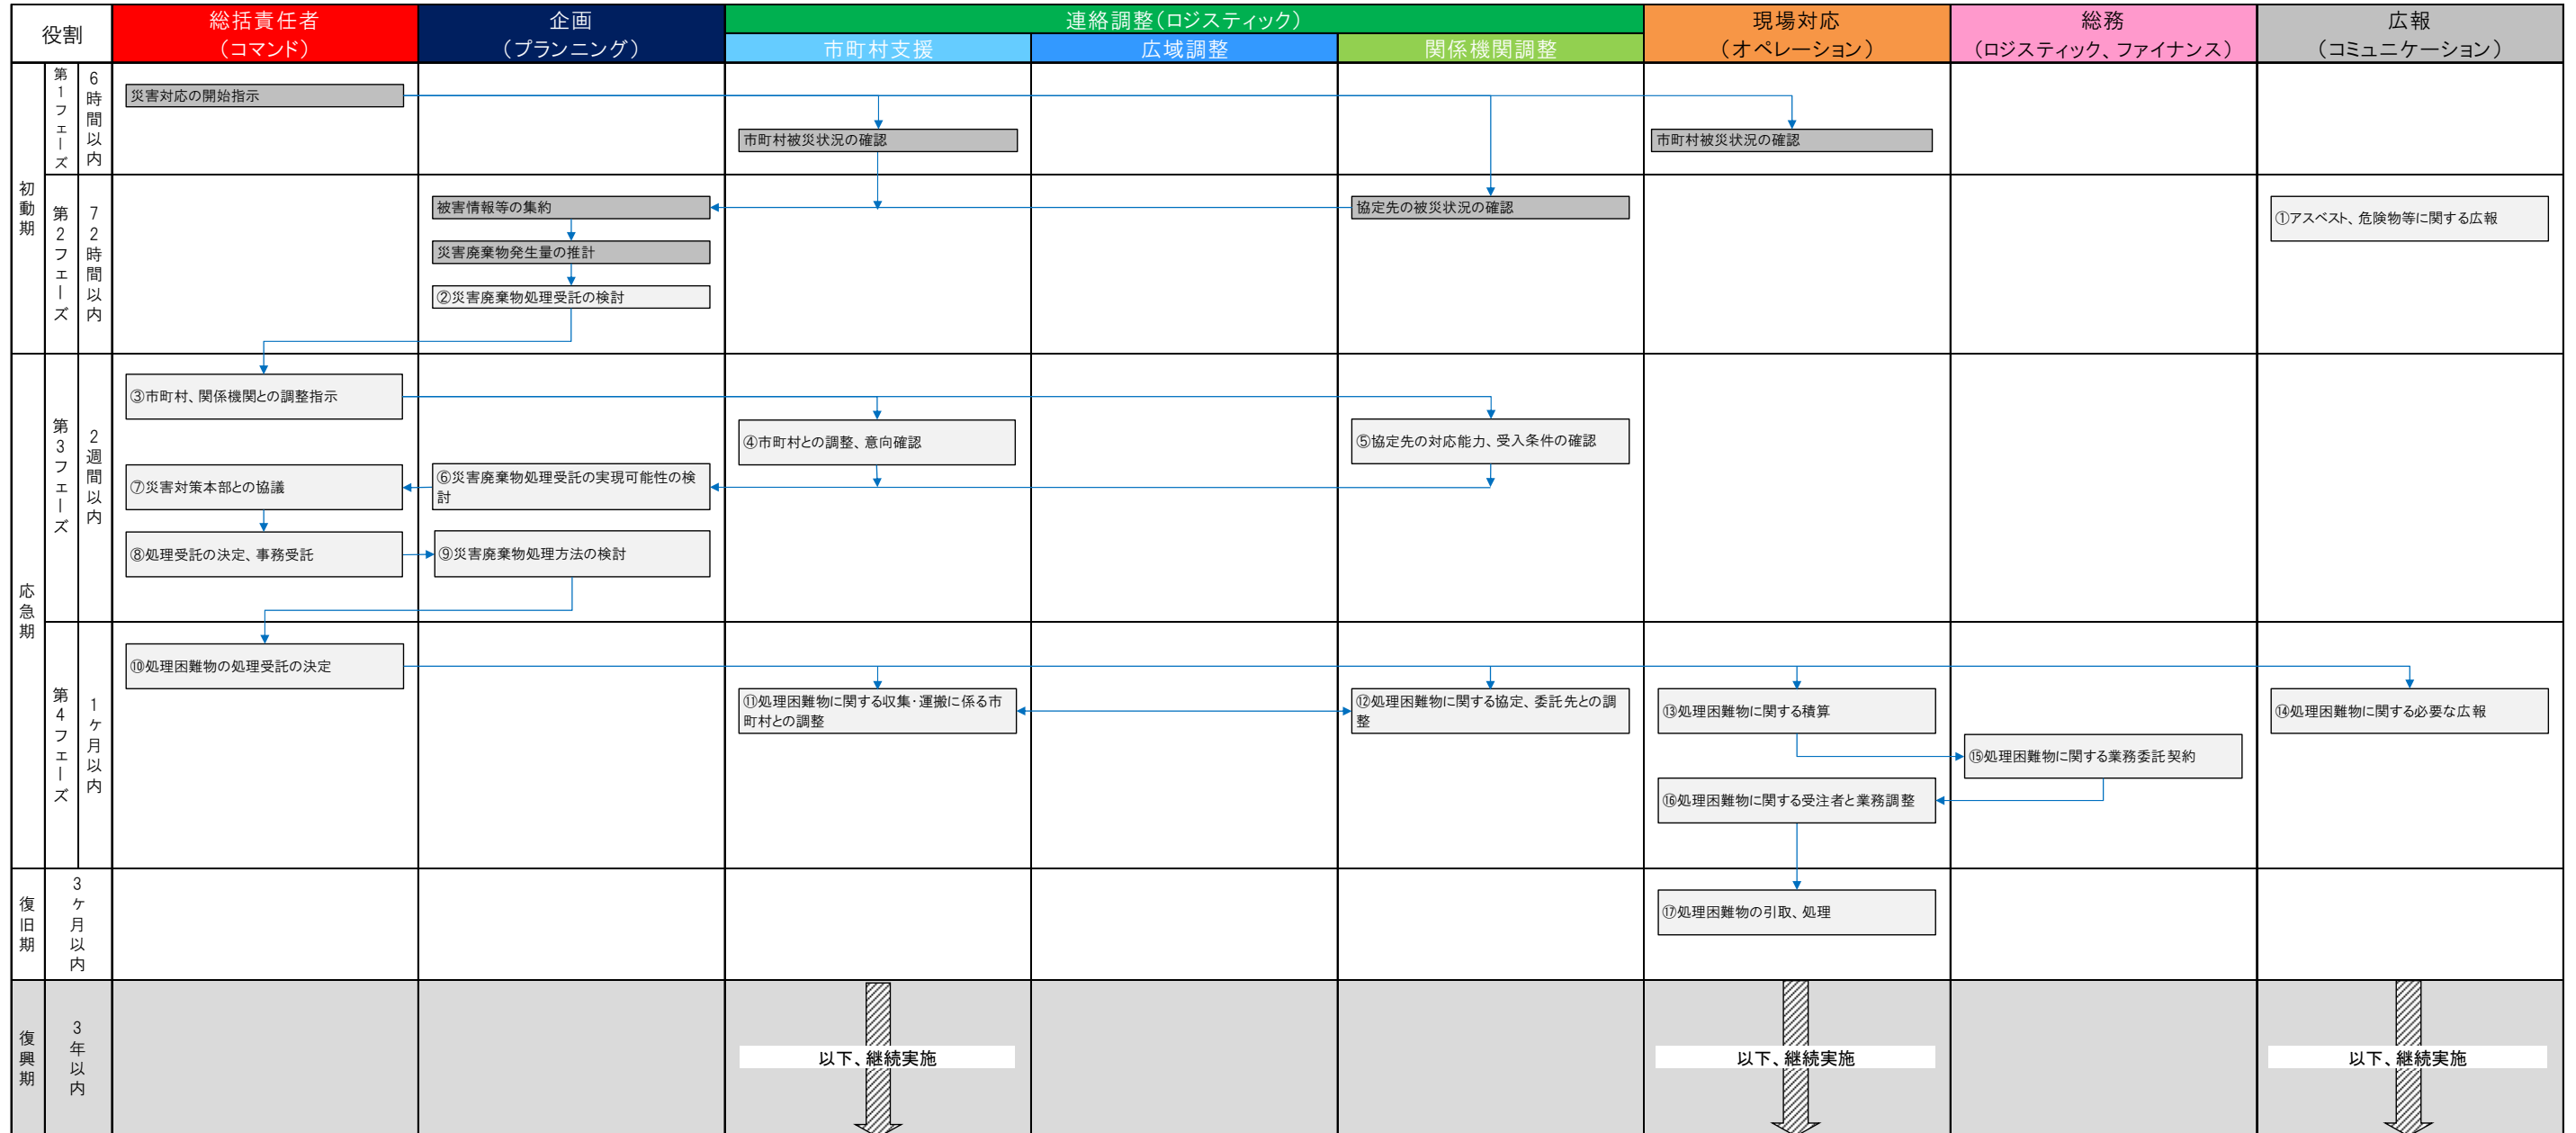 役割
総括責任者
（コマンド）
企画
（プランニング）
連絡調整（ロジスティック）
市町村支援
広域調整
関係機関調整
現場対応
（オペレーション）
総務
（ロジスティック、ファイナンス）
広報
（コミュニケーション）
初動期
第1フェーズ
6時間以内
災害対応の開始指示
市町村被災状況の確認
市町村被災状況の確認
第2フェーズ
72時間以内
被害情報等の集約
協定先の被災状況の確認
①アスベスト、危険物等に関する広報
災害廃棄物発生量の推計
②災害廃棄物処理受託の検討
応急期
第3フェーズ
2週間以内
③市町村、関係機関との調整指示
④市町村との調整、意向確認
⑤協定先の対応能力、受入条件の確認
⑦災害対策本部との協議
⑥災害廃棄物処理受託の実現可能性の検
討
⑧処理受託の決定、事務受託
⑨災害廃棄物処理方法の検討
第4フェーズ
1ヶ月以内
⑩処理困難物の処理受託の決定
⑪処理困難物に関する収集・運搬に係る市
町村との調整
⑫処理困難物に関する協定、委託先との調
整
⑬処理困難物に関する積算
⑭処理困難物に関する必要な広報
⑮処理困難物に関する業務委託契約
⑯処理困難物に関する受注者と業務調整
復旧期
3ヶ月以内
⑰処理困難物の引取、処理
復興期
3年以内
以下、継続実施
以下、継続実施
以下、継続実施